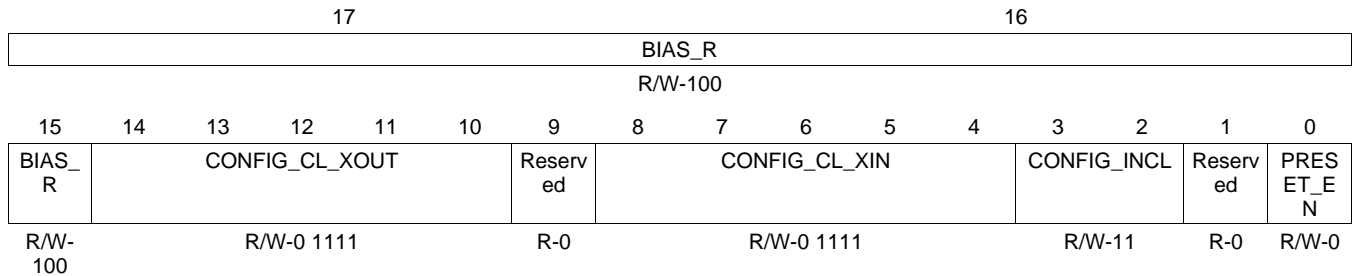 17 16
BIAS_R
R/W-100
15 14 13 12 11 10 9 8 7 6 5 4 3 2 1 0
BIAS_ CONFIG_CL_XOUT Reserv CONFIG_CL_XIN CONFIG_INCL Reserv PRES
R ed ed ET_E
N
R/W- R/W-0 1111 R-0 R/W-0 1111 R/W-11 R-0 R/W-0
100